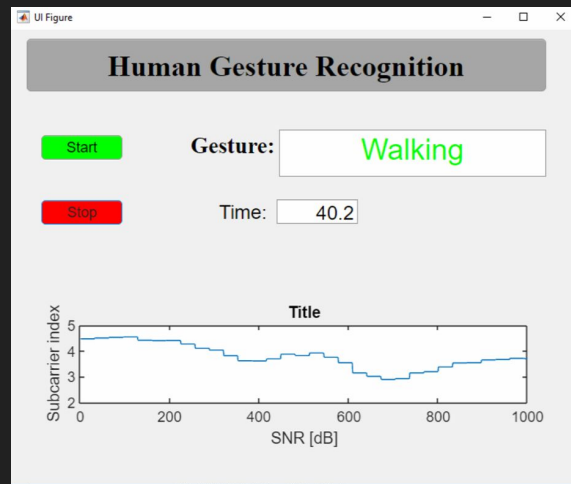 UI Figure
Human Gesture Recognition
Start
Gesture:
Walking
Stop
Time:
40.2
Title
Subcarrier index
5
4
3
2
0 200 400 600 800 1000
SNR [dB]